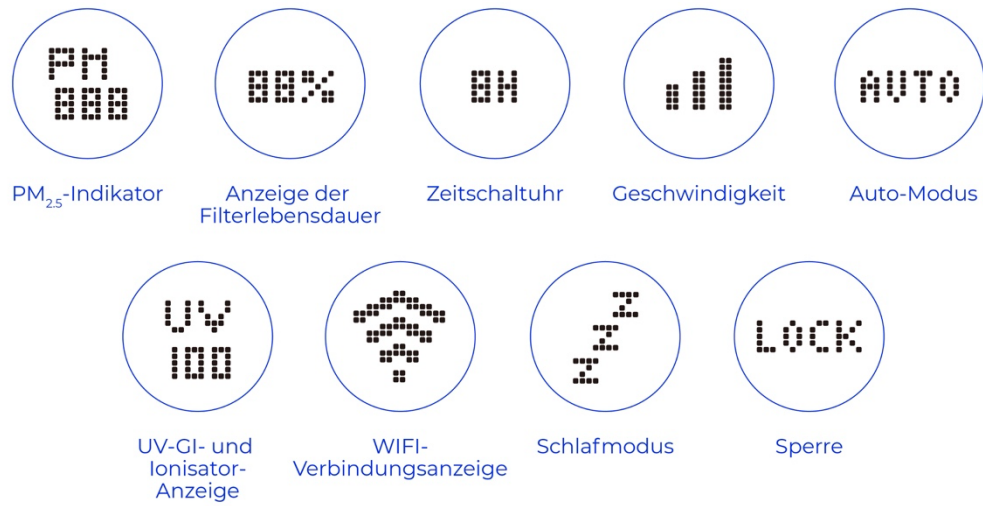 PM
888
88%
8H
AUTO
PM2.5-Indikator
Anzeige der
Filterlebensdauer
Zeitschaltuhr
Geschwindigkeit
Auto-Modus
UV
100
ZZZ
LOCK
UV-GI- und
Ionisator-
Anzeige
WIFI-
Verbindungsanzeige
Schlafmodus
Sperre